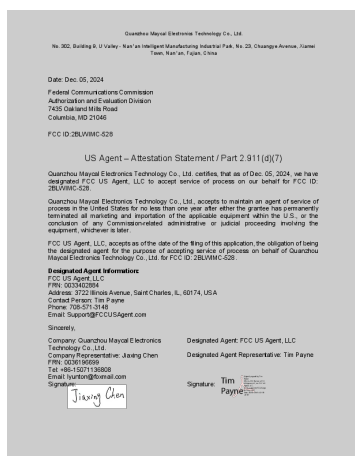 Quanzhou Maycal Electronics Technology Co., Ltd.
No. 302, Building 9, U Valley - Nan'an Intelligent Manufacturing Industrial Park, No. 23, Chuangye Avenue, Xiamei
Town, Nan'an, Fujian, China
Date: Dec. 05, 2024
Federal Communications Commission
Authorization and Evaluation Division
7435 Oakland Mills Road
Columbia, MD 21046
FCC ID: 2BLWIMC-528
US Agent – Attestation Statement / Part 2.911(d)(7)
Quanzhou Maycal Electronics Technology Co., Ltd. certifies, that as of Dec. 05, 2024, we have
designated FCC US Agent, LLC to accept service of process on our behalf for FCC ID:
2BLWIMC-528.
Quanzhou Maycal Electronics Technology Co., Ltd., accepts to maintain an agent of service of
process in the United States for no less than one year after either the grantee has permanently
terminated all marketing and importation of the applicable equipment within the U.S., or the
conclusion of any Commission-related administrative or judicial proceeding involving the
equipment, whichever is later.
FCC US Agent, LLC, accepts as of the date of the filing of this application, the obligation of being
the designated agent for the purpose of accepting service of process on behalf of Quanzhou
Maycal Electronics Technology Co., Ltd. for FCC ID: 2BLWIMC-528.
Designated Agent Information:
FCC US Agent, LLC
FRN: 0033402884
Address: 3722 Illinois Avenue, Saint Charles, IL, 60174, USA
Contact Person: Tim Payne
Phone: 708-571-3148
Email: Support@FCCUSAgent.com
Sincerely,
Company: Quanzhou Maycal Electronics
Technology Co., Ltd.
Company Representative: Jiaxing Chen
FRN: 0036196699
Tel: +86-15071136808
Email: lyunton@foxmail.com
Signature:
Jiaxing Chen
Designated Agent: FCC US Agent, LLC
Designated Agent Representative: Tim Payne
Signature:
Tim
Payne